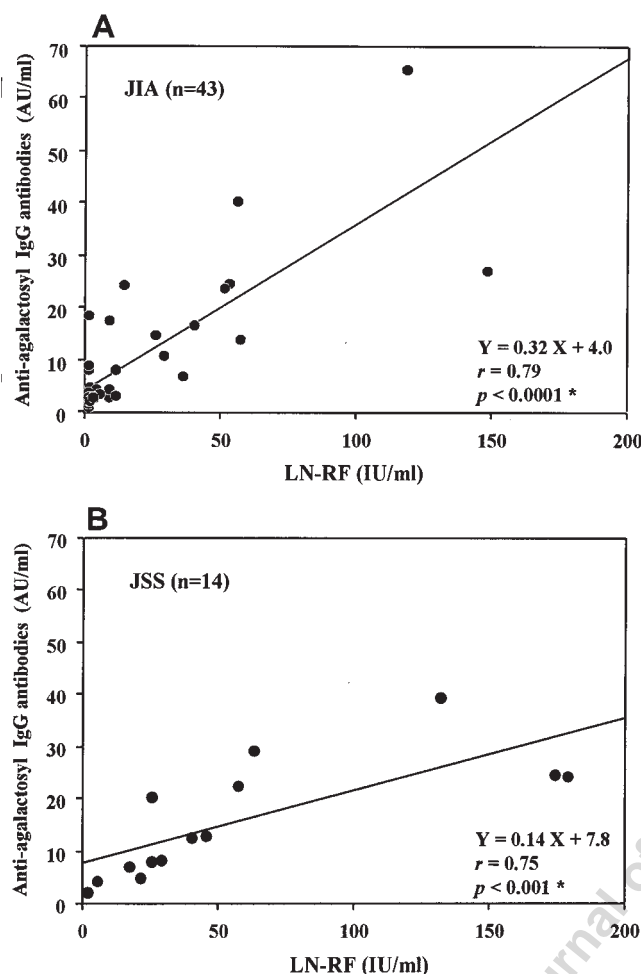 A
70
60
50
40
30
20
10
0
Anti-agalactosyl IgG antibodies (AU/ml)
JIA (n=43)
Y = 0.32 X + 4.0
r = 0.79
p < 0.0001 *
0 50 100 150 200
LN-RF (IU/ml)
B
70
60
50
40
30
20
10
0
Anti-agalactosyl IgG antibodies (AU/ml)
JSS (n=14)
Y = 0.14 X + 7.8
r = 0.75
p < 0.001 *
0 50 100 150 200
LN-RF (IU/ml)